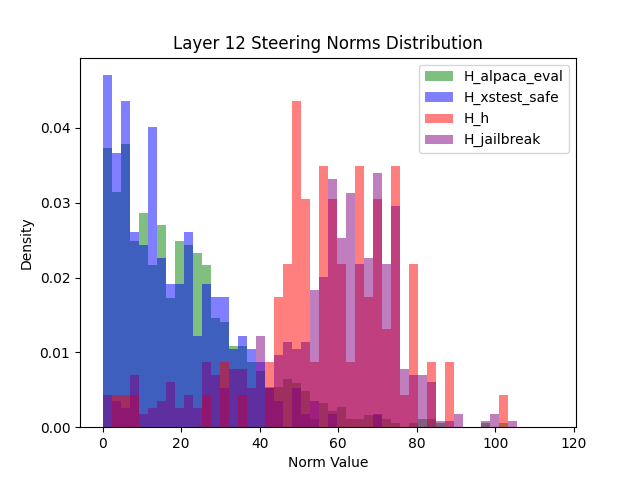 Layer 12 Steering Norms Distribution
H_alpaca_eval
H_xstest_safe
H_h
H_jailbreak
Density
0.04
0.03
0.02
0.01
0.00
0 20 40 60 80 100 120
Norm Value